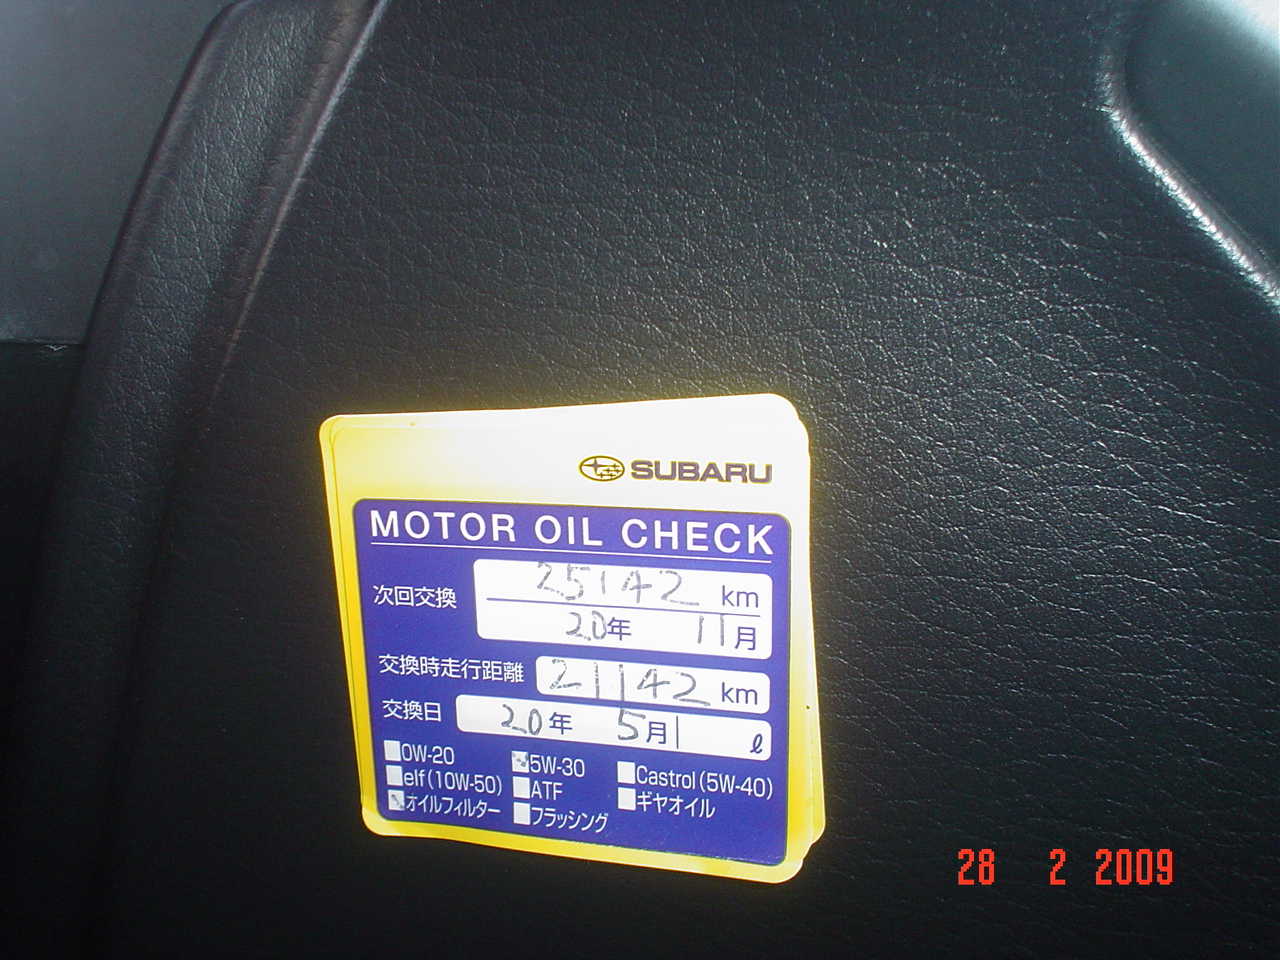 SUBARU
MOTOR OIL CHECK
次回交換 25142 km
20年 11月
交換時走行距離 21142 km
交換日 20年 5月1 ℓ
0W-20 5W-30 Castrol(5W-40)
elf(10W-50) ATF ギヤオイル
オイルフィルター フラッシング
28 2 2009